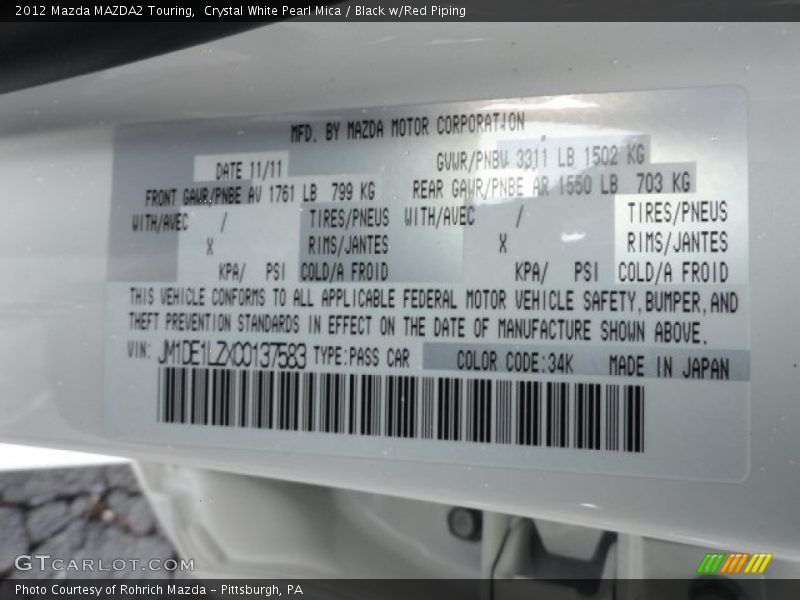 2012 Mazda MAZDA2 Touring,  Crystal White Pearl Mica / Black w/Red Piping
MFD. BY MAZDA MOTOR CORPORATION
DATE 11/11 GVWR/PNBV 3311 LB 1502 KG
FRONT GAWR/PNBE AV 1761 LB 799 KG REAR GAWR/PNBE AR 1550 LB 703 KG
WITH/AVEC / TIRES/PNEUS WITH/AVEC / TIRES/PNEUS
X RIMS/JANTES X RIMS/JANTES
KPA/ PSI COLD/A FROID KPA/ PSI COLD/A FROID
THIS VEHICLE CONFORMS TO ALL APPLICABLE FEDERAL MOTOR VEHICLE SAFETY,BUMPER,AND
THEFT PREVENTION STANDARDS IN EFFECT ON THE DATE OF MANUFACTURE SHOWN ABOVE.
VIN: JM1DE1LZXC0137583 TYPE:PASS CAR COLOR CODE:34K MADE IN JAPAN
GTCARLOT.COM
Photo Courtesy of Rohrich Mazda - Pittsburgh, PA